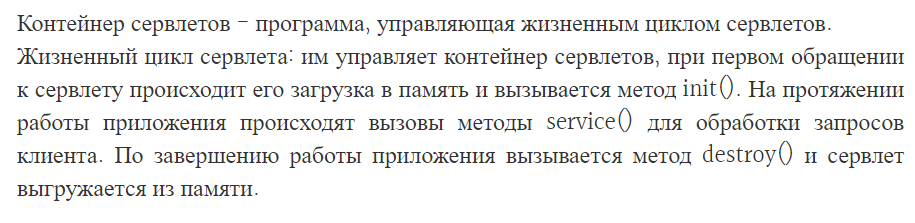 Контейнер сервлетов – программа, управляющая жизненным циклом сервлетов.
Жизненный цикл сервлета: им управляет контейнер сервлетов, при первом обращении
к сервлету происходит его загрузка в память и вызывается метод init(). На протяжении
работы приложения происходят вызовы методы service() для обработки запросов
клиента. По завершению работы приложения вызывается метод destroy() и сервлет
выгружается из памяти.